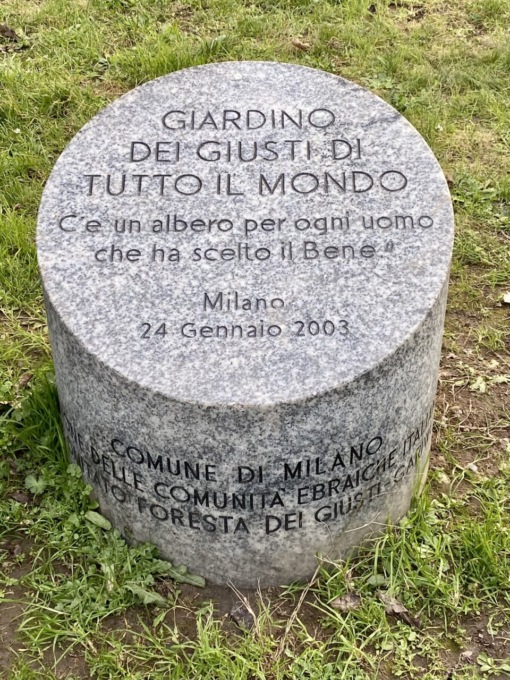 GIARDINO
DEI GIUSTI DI
TUTTO IL MONDO
"C'e un albero per ogni uomo
che ha scelto il Bene."
Milano
24 Gennaio 2003
COMUNE DI MILANO
DELLE COMUNITÀ EBRAICHE
FORESTA DEI GIUSTI